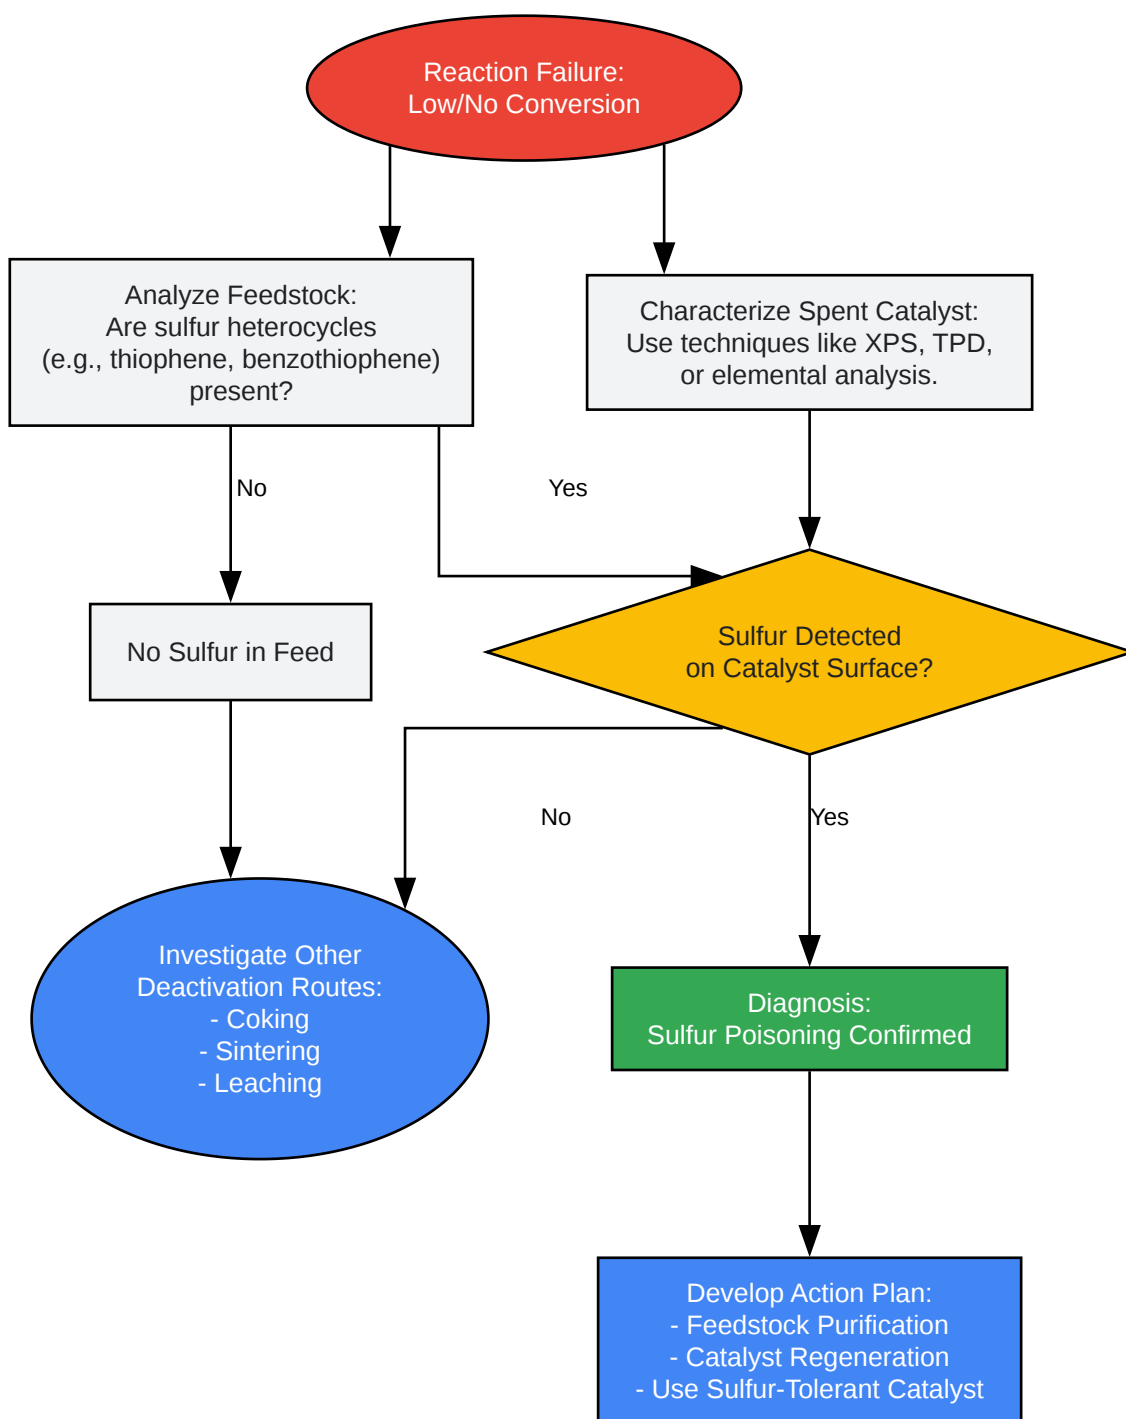 Reaction Failure:
Low/No Conversion
Analyze Feedstock:
Are sulfur heterocycles
(e.g., thiophene, benzothiophene)
present?
Characterize Spent Catalyst:
Use techniques like XPS, TPD,
or elemental analysis.
No
Yes
No Sulfur in Feed
Sulfur Detected
on Catalyst Surface?
No
Yes
Investigate Other
Deactivation Routes:
- Coking
- Sintering
- Leaching
Diagnosis:
Sulfur Poisoning Confirmed
Develop Action Plan:
- Feedstock Purification
- Catalyst Regeneration
- Use Sulfur-Tolerant Catalyst